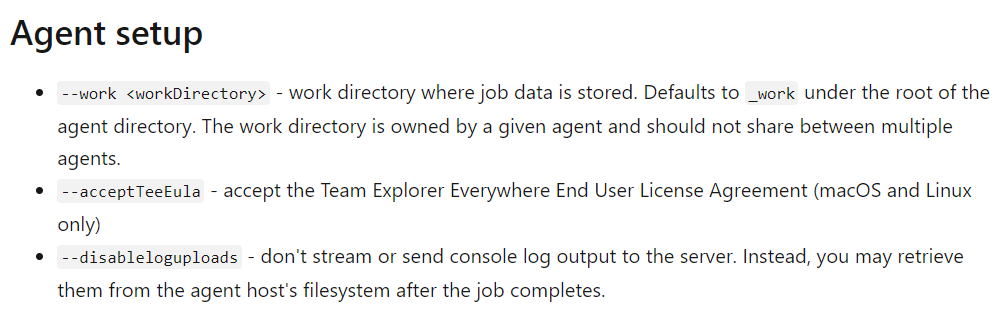 Agent setup
• --work <workDirectory> - work directory where job data is stored. Defaults to _work under the root of the
agent directory. The work directory is owned by a given agent and should not share between multiple
agents.
• --acceptTeeEula - accept the Team Explorer Everywhere End User License Agreement (macOS and Linux
only)
• --disableloguploads - don't stream or send console log output to the server. Instead, you may retrieve
them from the agent host's filesystem after the job completes.